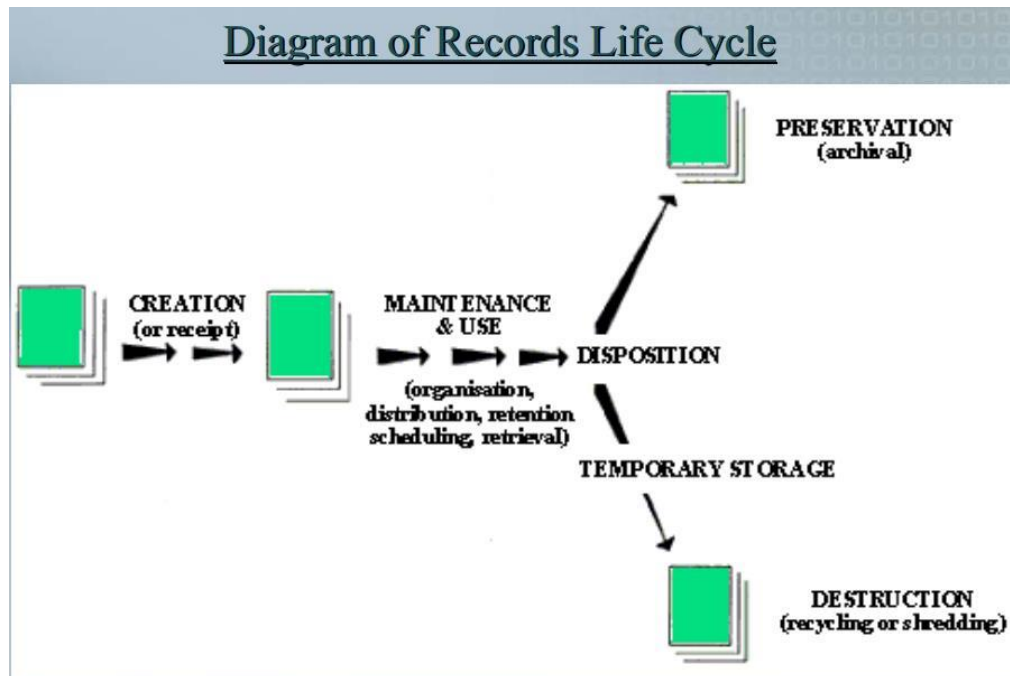 Diagram of Records Life Cycle
PRESERVATION
(archival)
CREATION
(or receipt)
MAINTENANCE
& USE
(organisation,
distribution, retention
scheduling, retrieval)
DISPOSITION
TEMPORARY STORAGE
DESTRUCTION
(recycling or shredding)